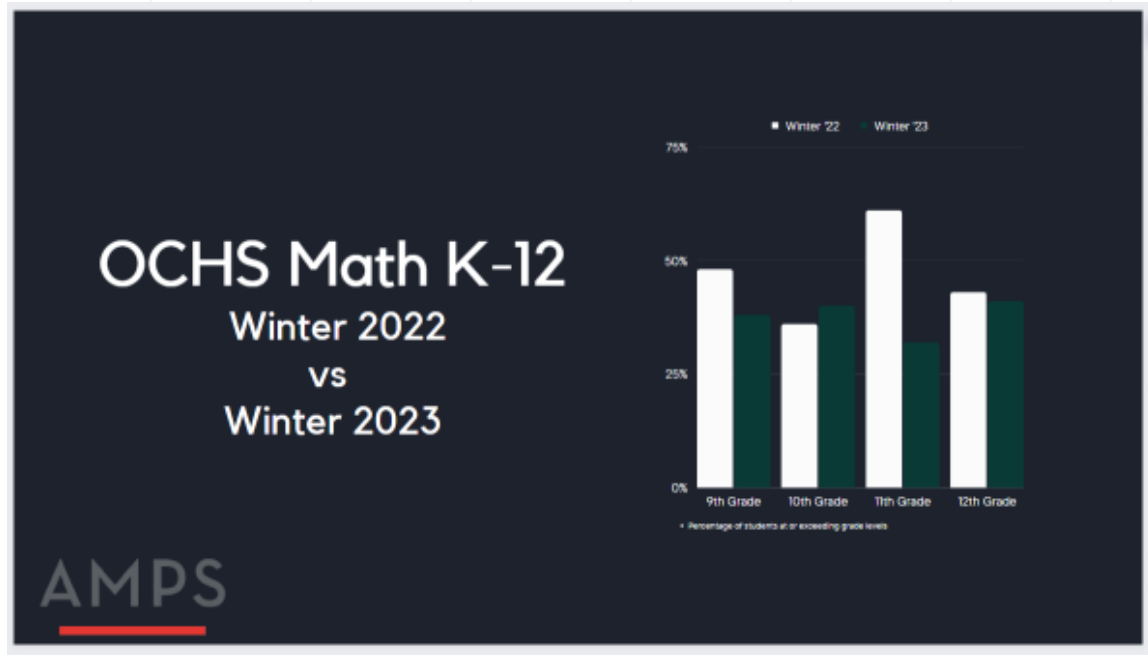 OCHS Math K-12
Winter 2022
vs
Winter 2023
Winter '22 Winter '23
75%
50%
25%
0%
9th Grade 10th Grade 11th Grade 12th Grade
* Percentage of students at or exceeding grade levels
AMPS